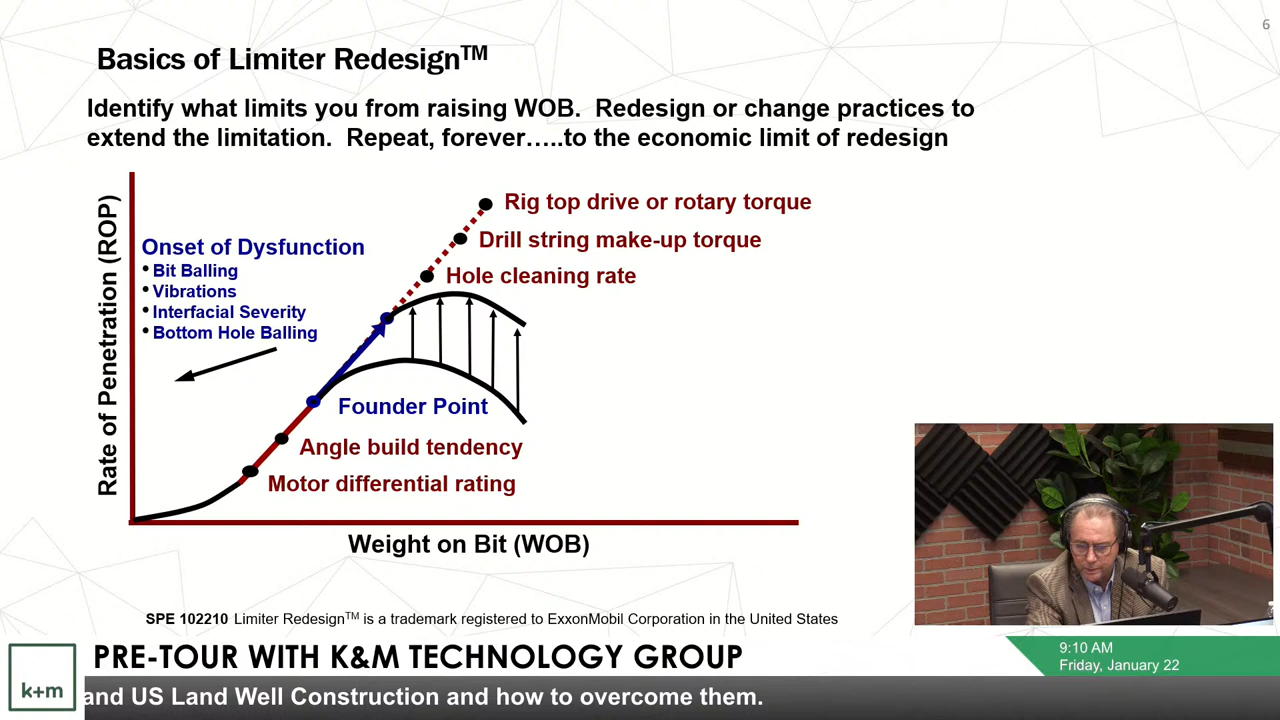 6
Basics of Limiter Redesign™
Identify what limits you from raising WOB. Redesign or change practices to
extend the limitation. Repeat, forever…..to the economic limit of redesign
Rate of Penetration (ROP)
Onset of Dysfunction
• Bit Balling
• Vibrations
• Interfacial Severity
• Bottom Hole Balling
Rig top drive or rotary torque
Drill string make-up torque
Hole cleaning rate
Founder Point
Angle build tendency
Motor differential rating
Weight on Bit (WOB)
SPE 102210 Limiter Redesign™ is a trademark registered to ExxonMobil Corporation in the United States
k+m
PRE-TOUR WITH K&M TECHNOLOGY GROUP
9:10 AM
Friday, January 22
and US Land Well Construction and how to overcome them.